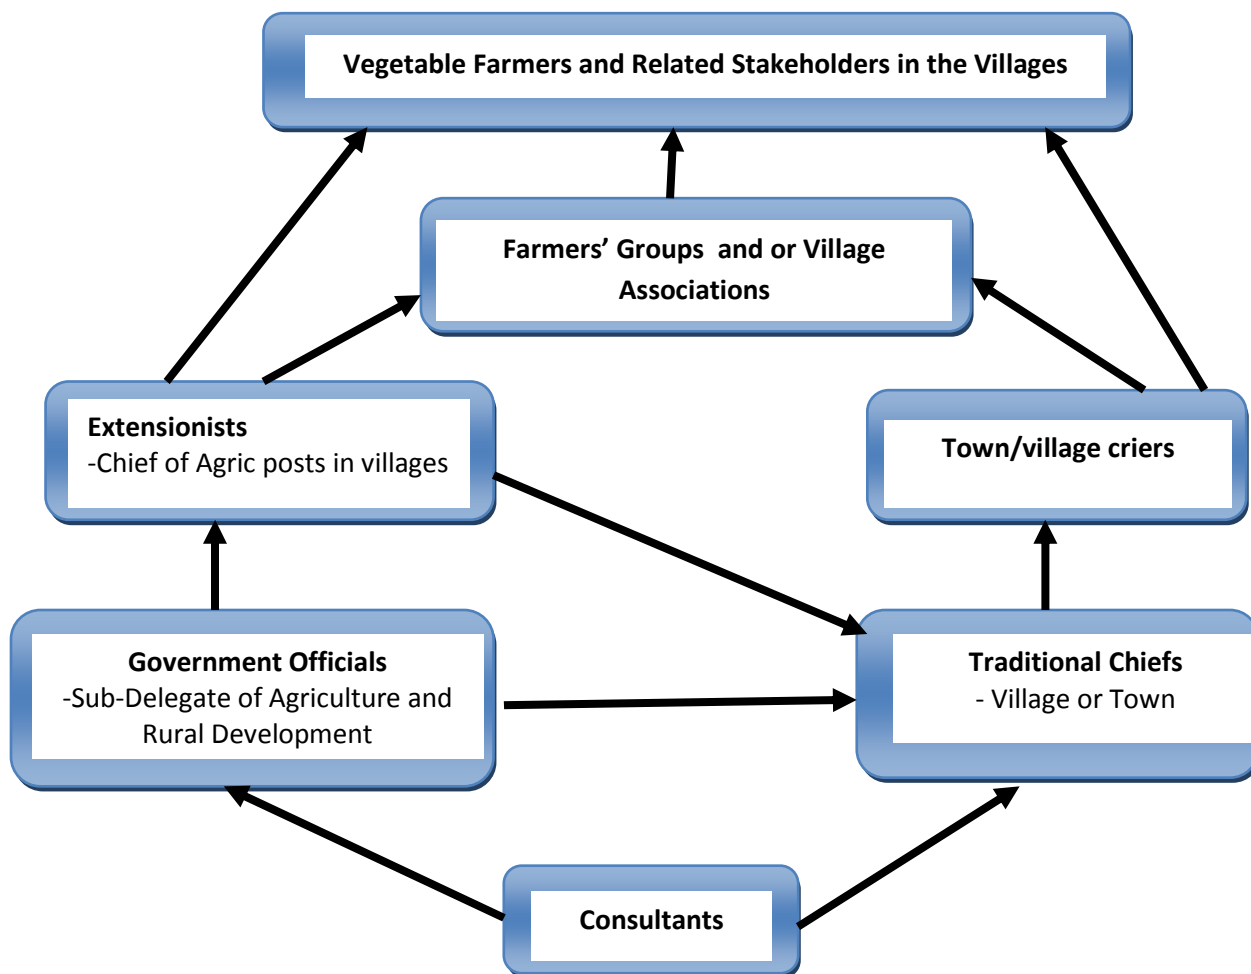 Vegetable Farmers and Related Stakeholders in the Villages
Farmers’ Groups  and or Village
Associations
Extensionists
-Chief of Agric posts in villages
Town/village criers
Government Officials
-Sub-Delegate of Agriculture and
Rural Development
Traditional Chiefs
- Village or Town
Consultants